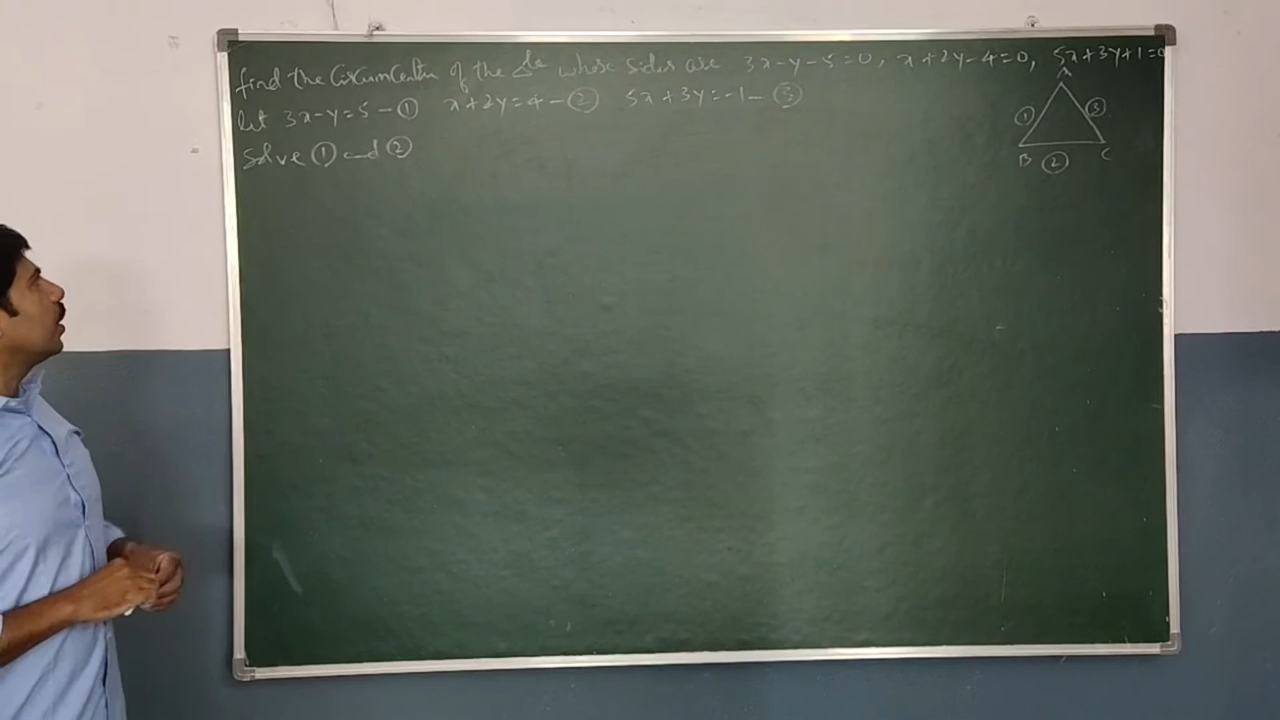 find the Circumcentre of the Δle whose sides are 3x-y-5=0, x+2y-4=0, 5x+3y+1=0
let 3x-y=5-① x+2y=4-② 5x+3y=-1-③
Solve ① and ②
A
① ③
B ② C